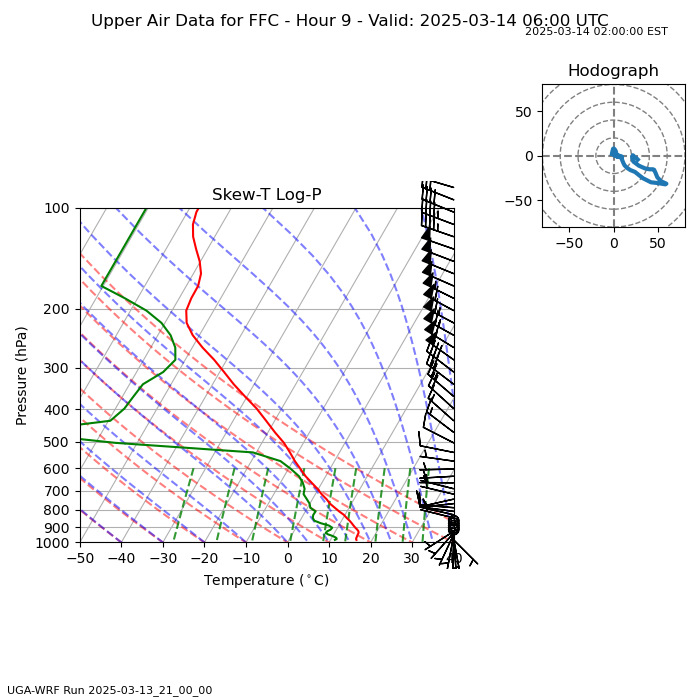 Upper Air Data for FFC - Hour 9 - Valid: 2025-03-14 06:00 UTC
2025-03-14 02:00:00 EST
Hodograph
50
0
−50
−50 0 50
Skew-T Log-P
100
200
300
400
500
600
700
800
900
1000
Pressure (hPa)
−50 −40 −30 −20 −10 0 10 20 30 40
Temperature (°C)
UGA-WRF Run 2025-03-13_21_00_00